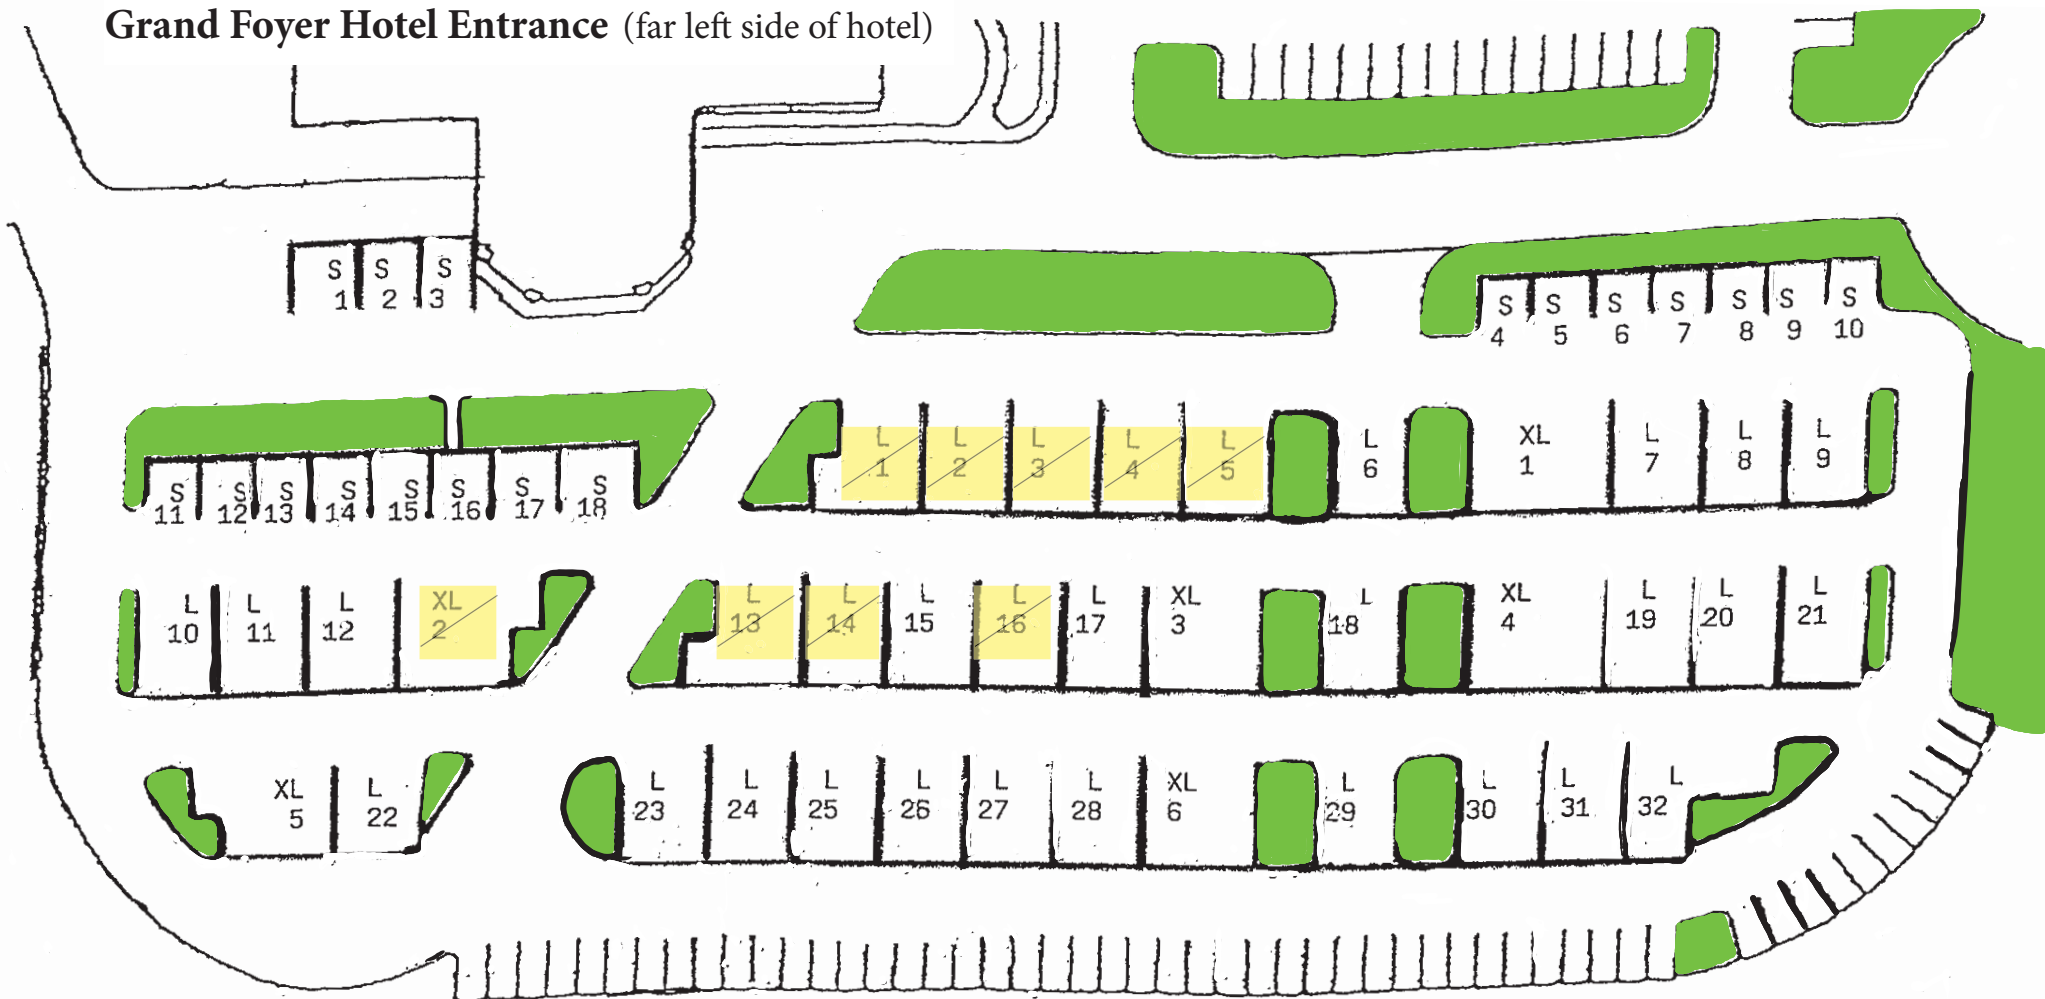 Grand Foyer Hotel Entrance (far left side of hotel)
S S S
1 2 3
S S S S S S S
4 5 6 7 8 9 10
L L L L L L XL L L L
1 2 3 4 5 6 1 7 8 9
S S S S S S S S
11 12 13 14 15 16 17 18
L L L XL L L L L L XL L XL L L L
10 11 12 2 13 14 15 16 17 3 18 4 19 20 21
XL L L L L L L L XL L L L L
5 22 23 24 25 26 27 28 6 29 30 31 32